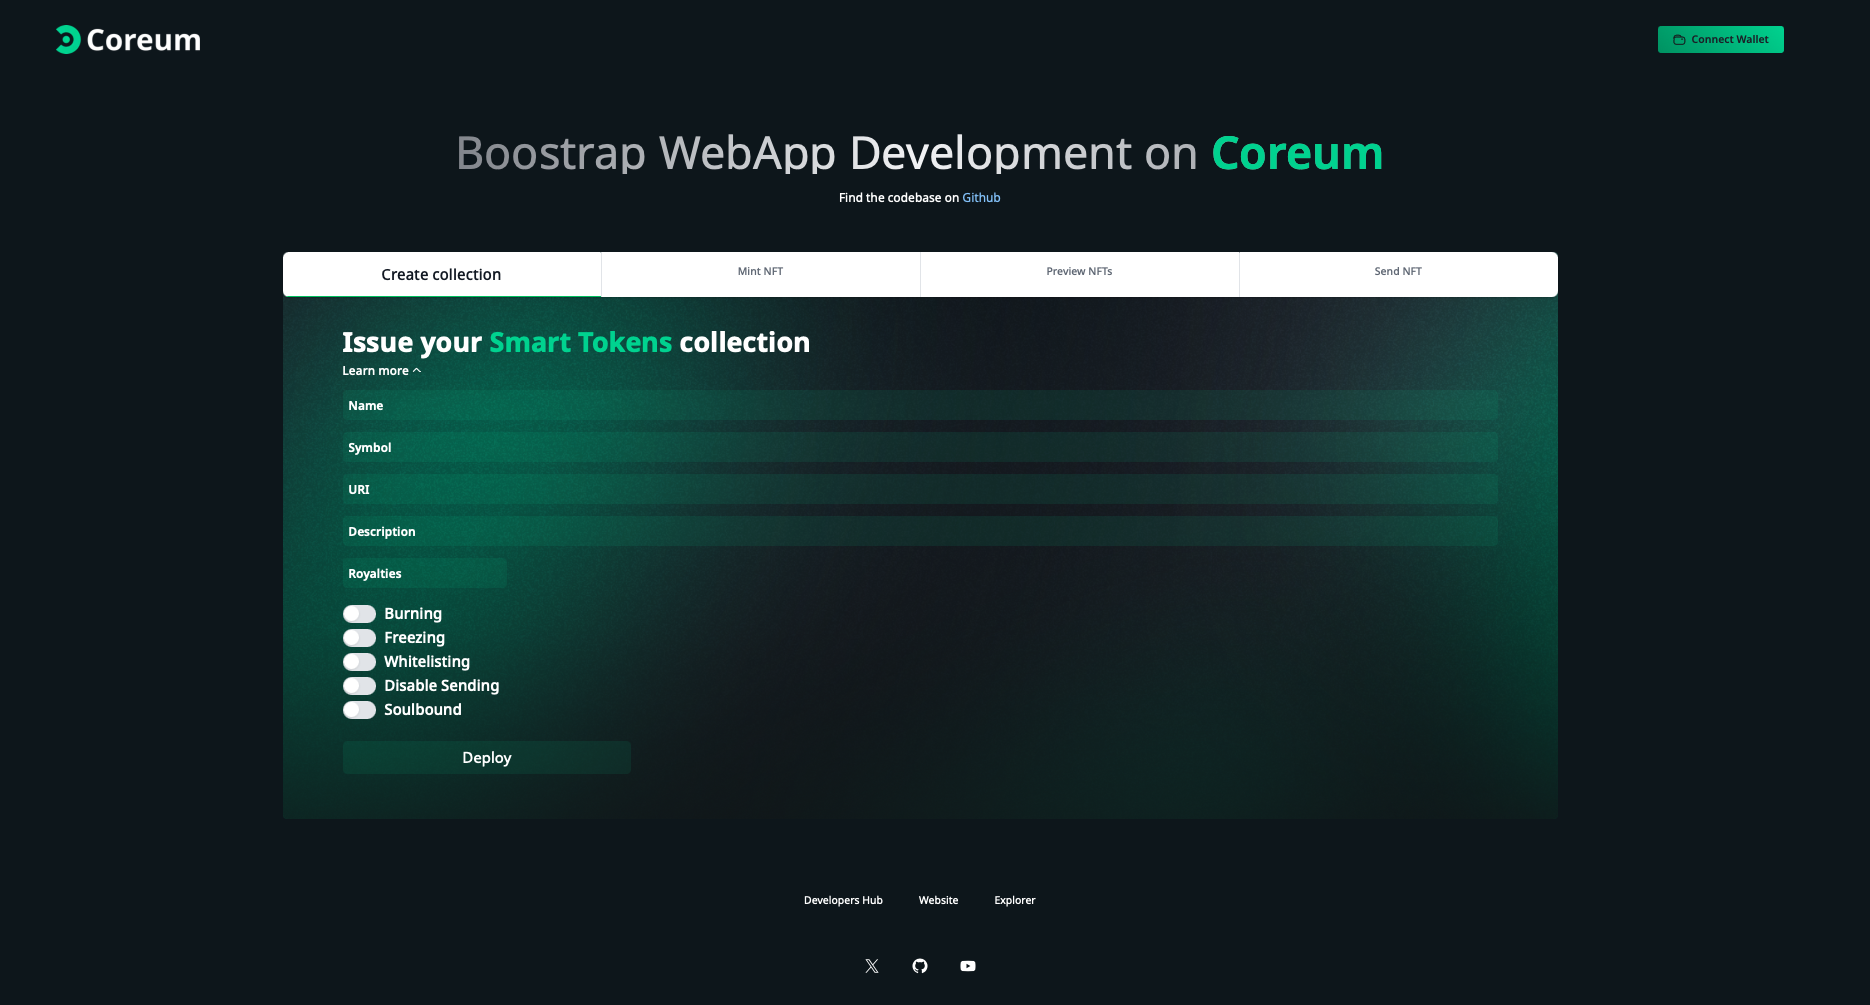 Coreum
Connect Wallet
Boostrap WebApp Development on Coreum
Find the codebase on Github
Create collection
Mint NFT
Preview NFTs
Send NFT
Issue your Smart Tokens collection
Learn more
Name
Symbol
URI
Description
Royalties
Burning
Freezing
Whitelisting
Disable Sending
Soulbound
Deploy
Developers Hub
Website
Explorer